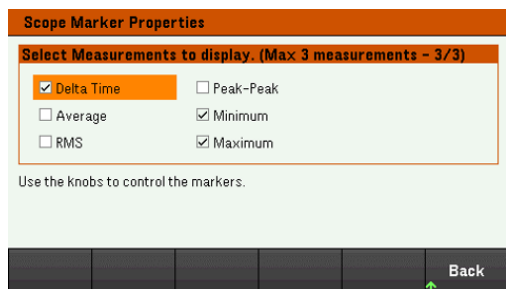 Scope Marker Properties
Select Measurements to display. (Max 3 measurements - 3/3)
Delta Time
Peak-Peak
Average
Minimum
RMS
Maximum
Use the knobs to control the markers.
Back